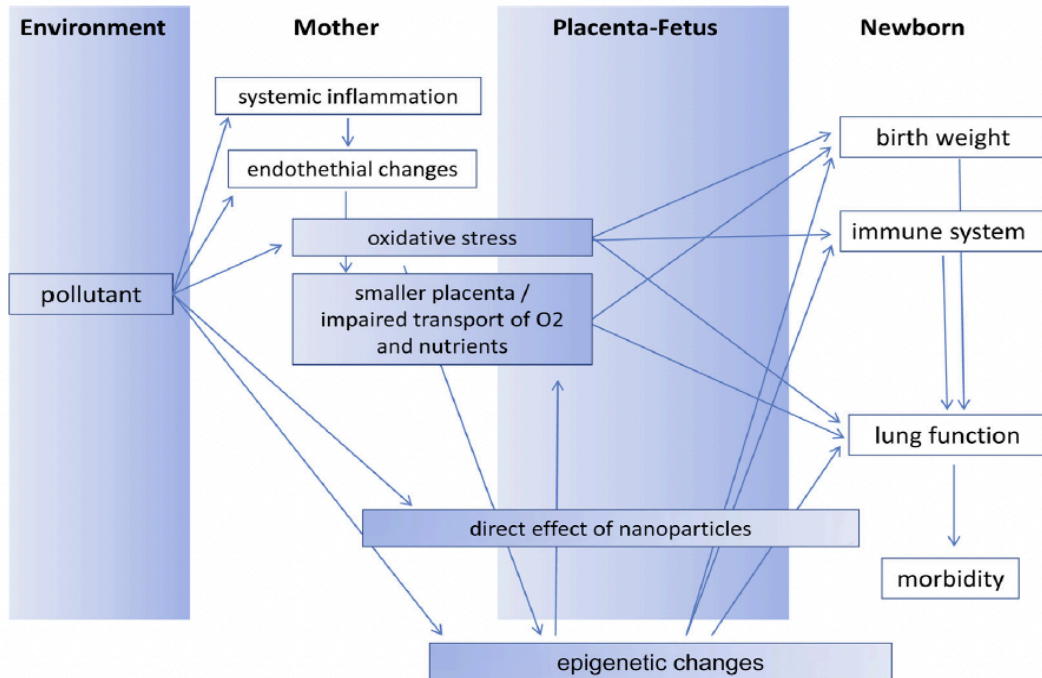 Environment
Mother
Placenta-Fetus
Newborn
systemic inflammation
endothethial changes
oxidative stress
pollutant
smaller placenta /
impaired transport of O2
and nutrients
birth weight
immune system
lung function
direct effect of nanoparticles
morbidity
epigenetic changes